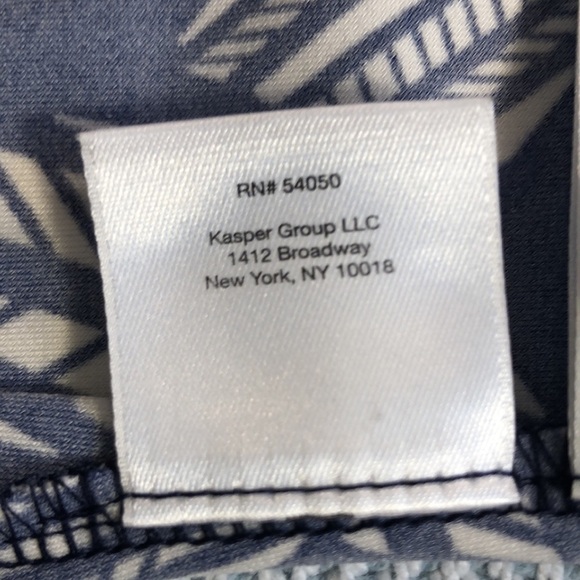 RN# 54050
Kasper Group LLC
1412 Broadway
New York, NY 10018